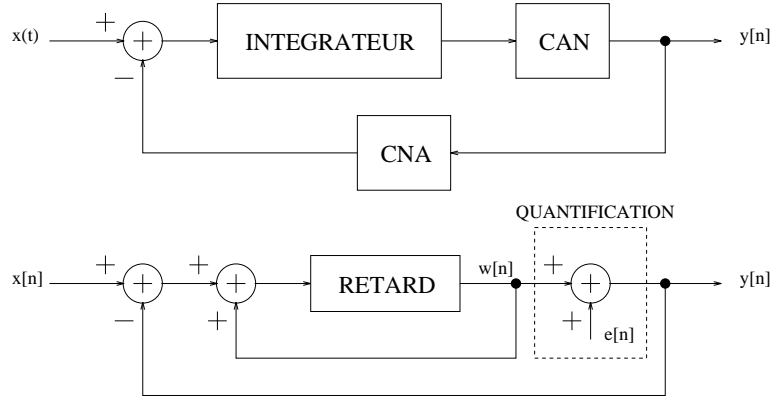 x(t)
+
+
−
INTEGRATEUR
CAN
y[n]
CNA
QUANTIFICATION
x[n]
+
+
−
+
+
+
RETARD
w[n]
+
+
+
e[n]
y[n]